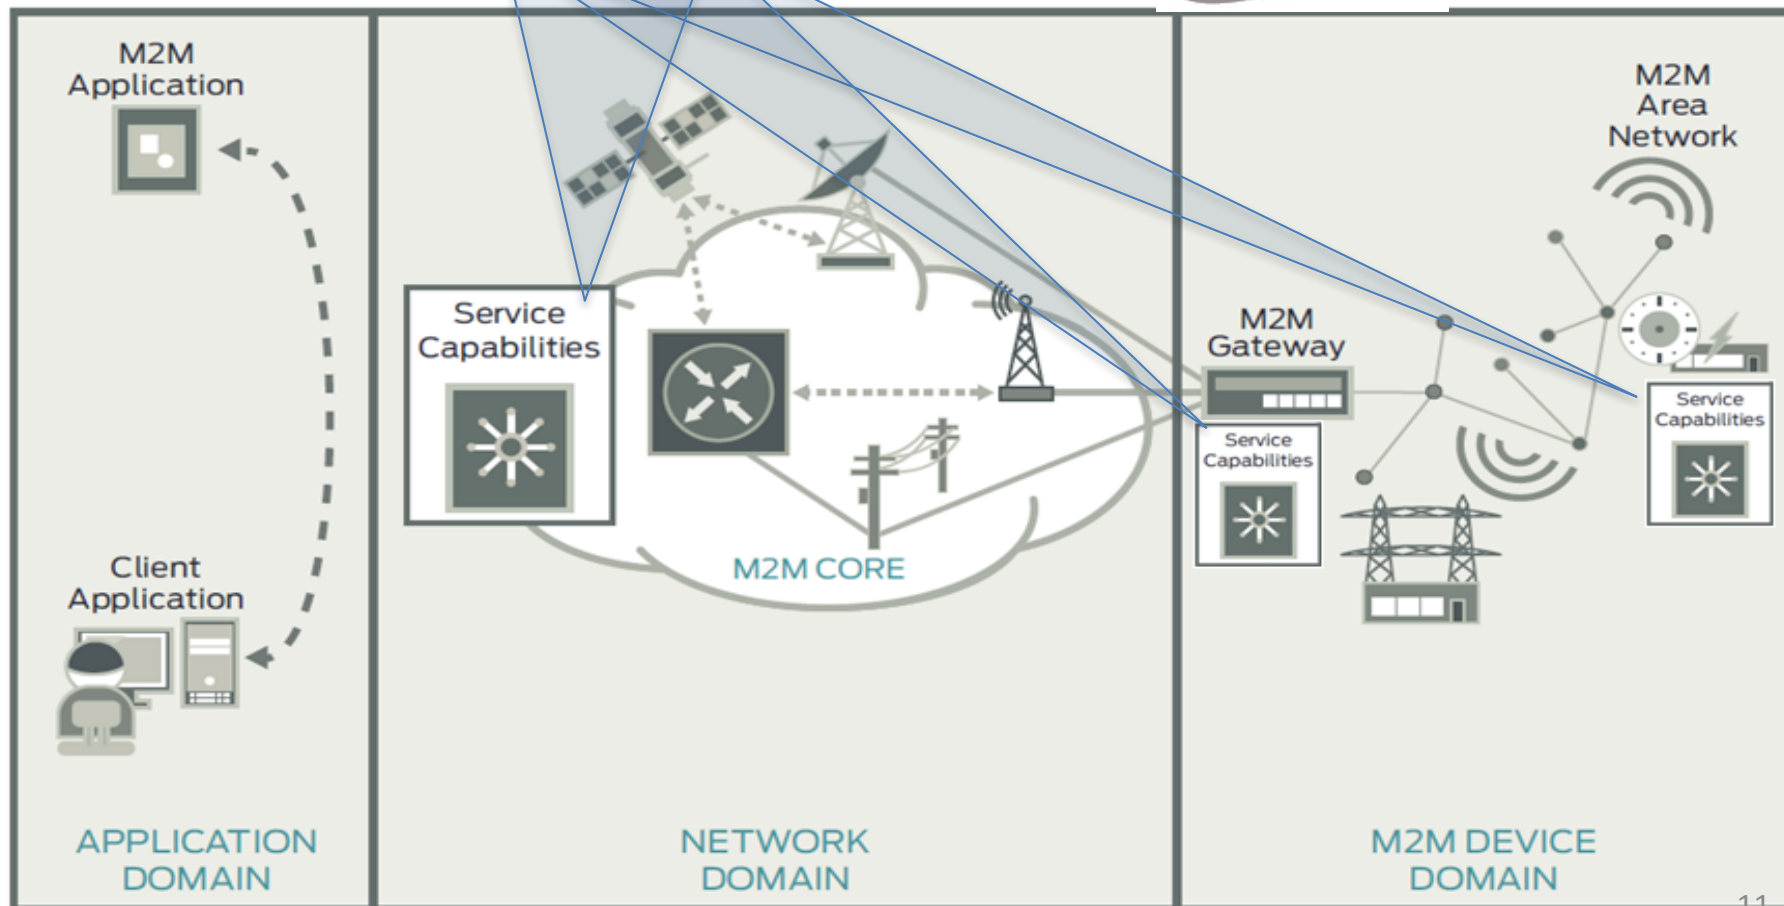 M2M
Application
Client
Application
APPLICATION
DOMAIN
Service
Capabilities
M2M CORE
NETWORK
DOMAIN
M2M
Area
Network
M2M
Gateway
Service
Capabilities
Service
Capabilities
M2M DEVICE
DOMAIN
11